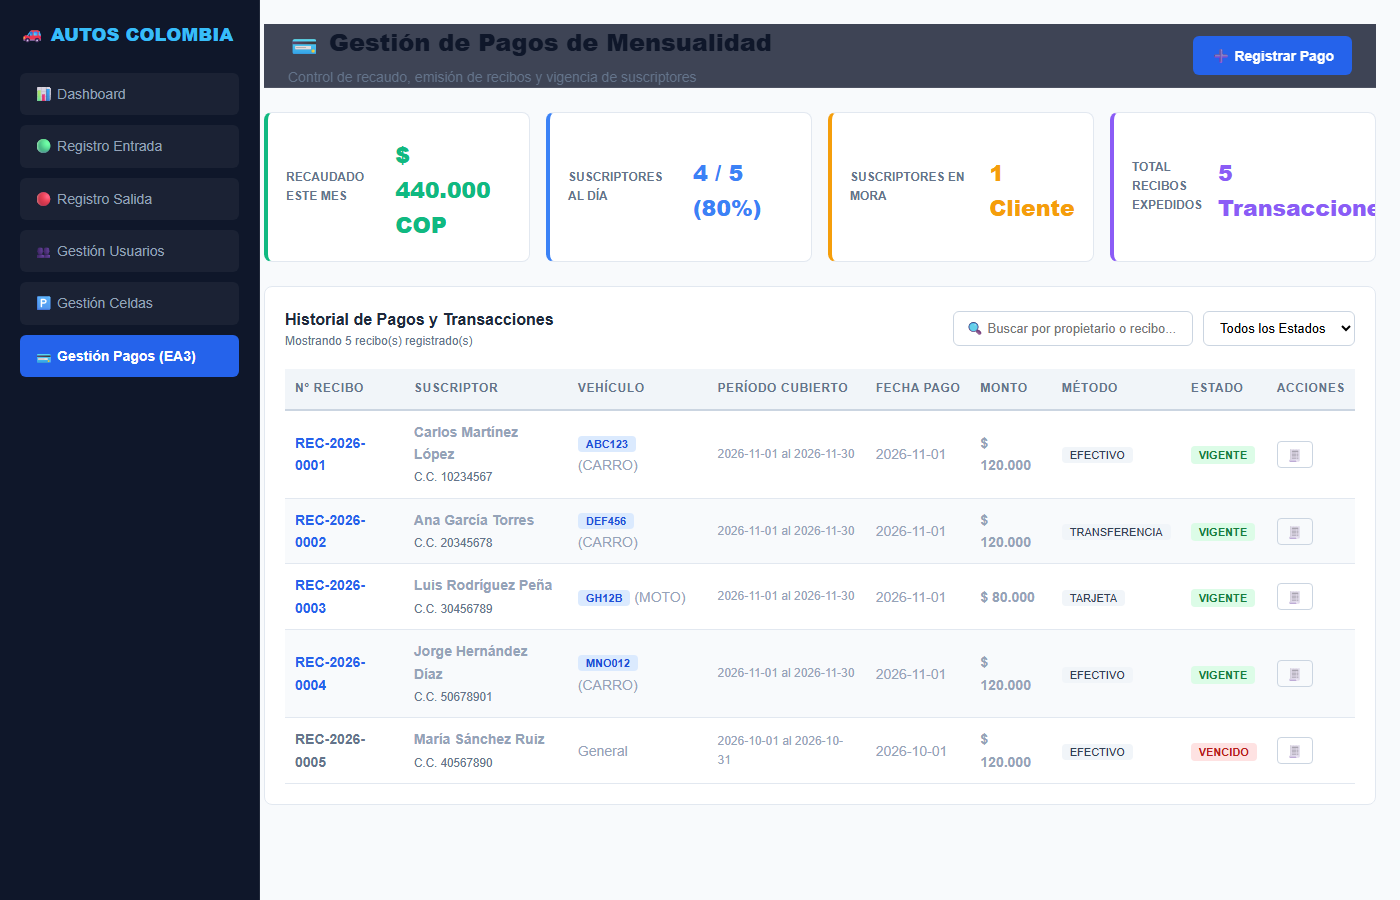 AUTOS COLOMBIA
Dashboard
Registro Entrada
Registro Salida
Gestión Usuarios
Gestión Celdas
Gestión Pagos (EA3)
Gestión de Pagos de Mensualidad
Control de recaudo, emisión de recibos y vigencia de suscriptores
Registrar Pago
RECAUDADO
ESTE MES
$
440.000
COP
SUSCRIPTORES
AL DÍA
4 / 5
(80%)
SUSCRIPTORES EN
MORA
1
Cliente
TOTAL
RECIBOS
EXPEDIDOS
5
Transaccione
Historial de Pagos y Transacciones
Mostrando 5 recibo(s) registrado(s)
Buscar por propietario o recibo...
Todos los Estados
N° RECIBO SUSCRIPTOR VEHÍCULO PERÍODO CUBIERTO FECHA PAGO MONTO MÉTODO ESTADO ACCIONES
REC-2026-
0001
Carlos Martínez
López
C.C. 10234567
ABC123
(CARRO)
2026-11-01 al 2026-11-30
2026-11-01
$
120.000
EFECTIVO
VIGENTE
REC-2026-
0002
Ana García Torres
C.C. 20345678
DEF456
(CARRO)
2026-11-01 al 2026-11-30
2026-11-01
$
120.000
TRANSFERENCIA
VIGENTE
REC-2026-
0003
Luis Rodríguez Peña
C.C. 30456789
GH12B (MOTO)
2026-11-01 al 2026-11-30
2026-11-01
$ 80.000
TARJETA
VIGENTE
REC-2026-
0004
Jorge Hernández
Díaz
C.C. 50678901
MNO012
(CARRO)
2026-11-01 al 2026-11-30
2026-11-01
$
120.000
EFECTIVO
VIGENTE
REC-2026-
0005
María Sánchez Ruiz
C.C. 40567890
General
2026-10-01 al 2026-10-
31
2026-10-01
$
120.000
EFECTIVO
VENCIDO